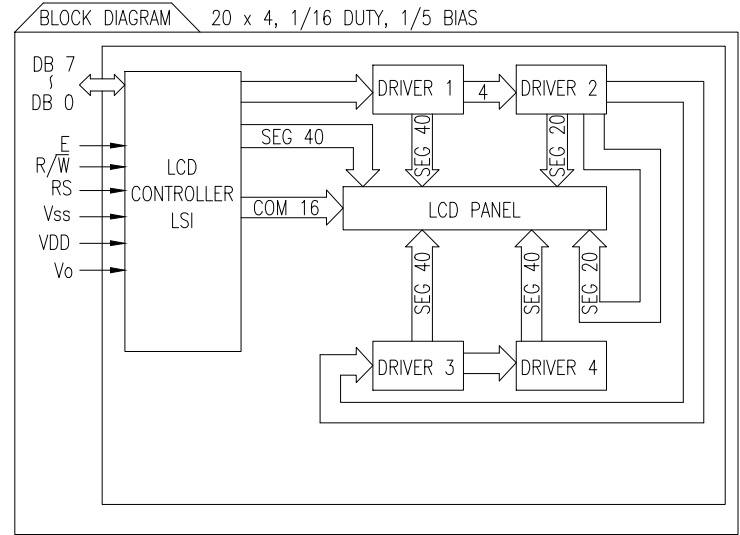 BLOCK DIAGRAM 20 x 4, 1/16 DUTY, 1/5 BIAS
DB 7
~
DB 0
E
R/W̅
RS
Vss
VDD
Vo
LCD
CONTROLLER
LSI
SEG 40
COM 16
DRIVER 1
4
DRIVER 2
SEG 40
SEG 20
LCD PANEL
SEG 40
SEG 40
SEG 20
DRIVER 3
DRIVER 4